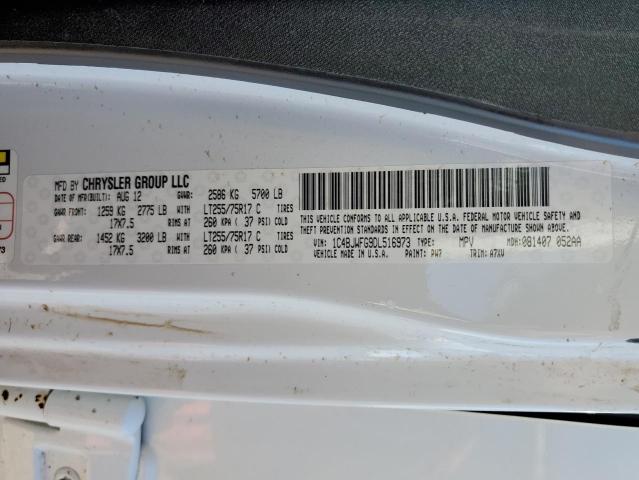 MFD BY CHRYSLER GROUP LLC
DATE OF MFR(BUILT): AUG 12 GVWR: 2586 KG 5700 LB
GAWR FRONT: 1259 KG 2775 LB WITH LT255/75R17 C TIRES
17X7.5 RIMS AT 260 KPA ( 37 PSI) COLD
GAWR REAR: 1452 KG 3200 LB WITH LT255/75R17 C TIRES
17X7.5 RIMS AT 260 KPA ( 37 PSI) COLD
THIS VEHICLE CONFORMS TO ALL APPLICABLE U.S.A. FEDERAL MOTOR VEHICLE SAFETY
AND THEFT PREVENTION STANDARDS IN EFFECT ON THE DATE OF MANUFACTURE SHOWN ABOVE.
VIN: 1C4BJWFG9DL516973 TYPE: MPV MDH: 081407 052AA
VEHICLE MADE IN U.S.A. PAINT: PW7 TRIM: A7XV